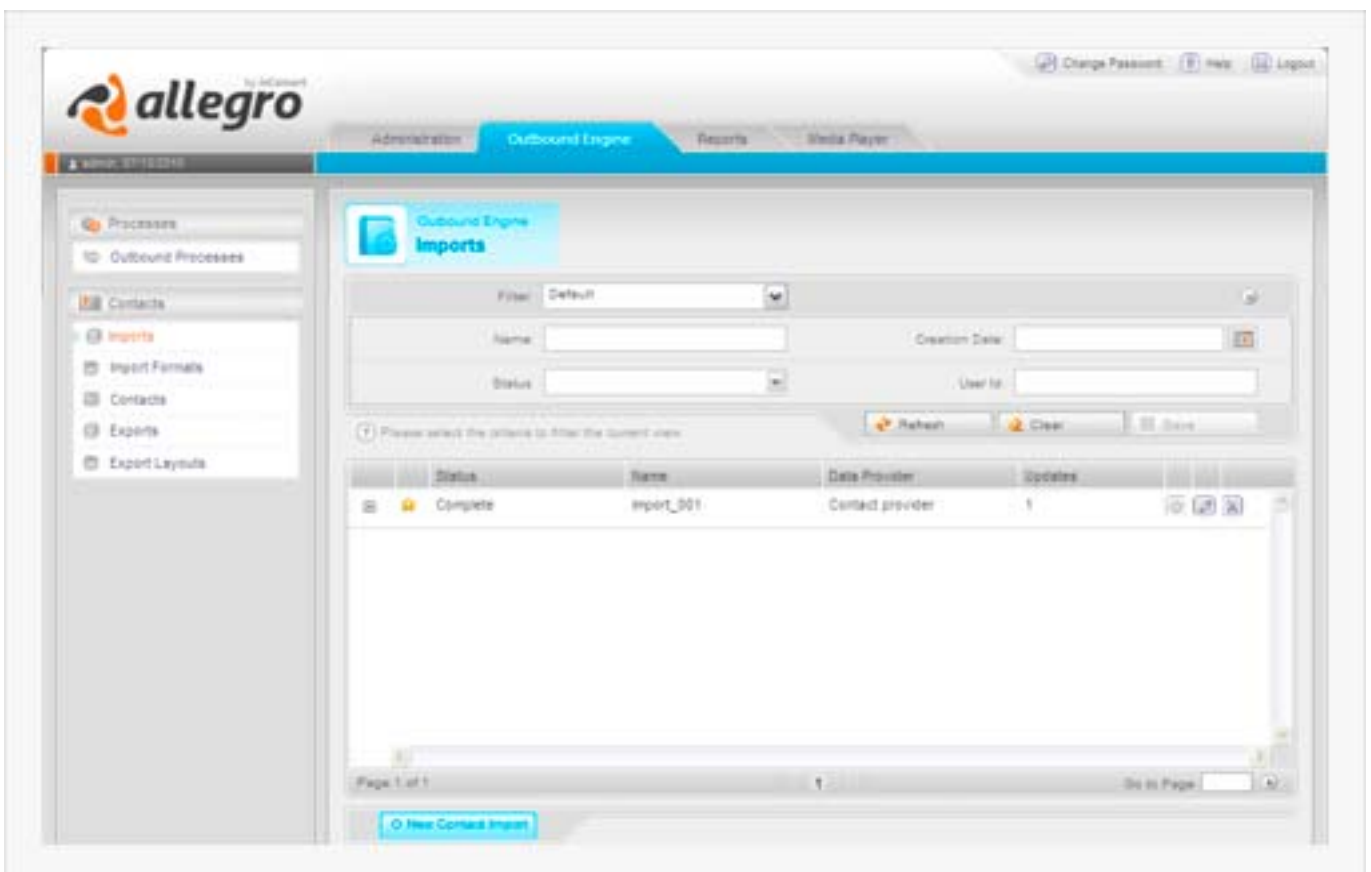 Change Password Help Logout
allegro
Administration Outbound Engine Reports Media Player
Processes
Outbound Processes
Contacts
Imports
Import Formats
Contacts
Exports
Export Layouts
Outbound Engine
Imports
Filter Default
Name Creation Date
Status User Id
Please select the criteria to filter the current view
Refresh Clear Save
Status Name Data Provider Updates
Complete import_001 Contact provider 1
Page 1 of 1 1 Go to Page
New Contact Import